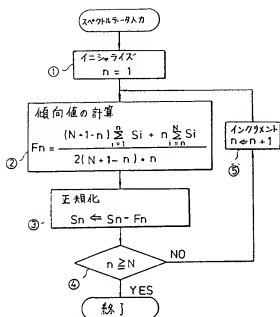 スペクトルデータ入力
① イニシャライズ
n = 1
傾向値の計算
② Fn = ((N+1-n) Σ[i=1→n] Si + n Σ[i=n→N] Si) / (2(N+1-n)・n)
インクリメント
n ⇐ n+1
⑤
正規化
③ Sn ⇐ Sn - Fn
n ≧ N
④
NO
YES
終了